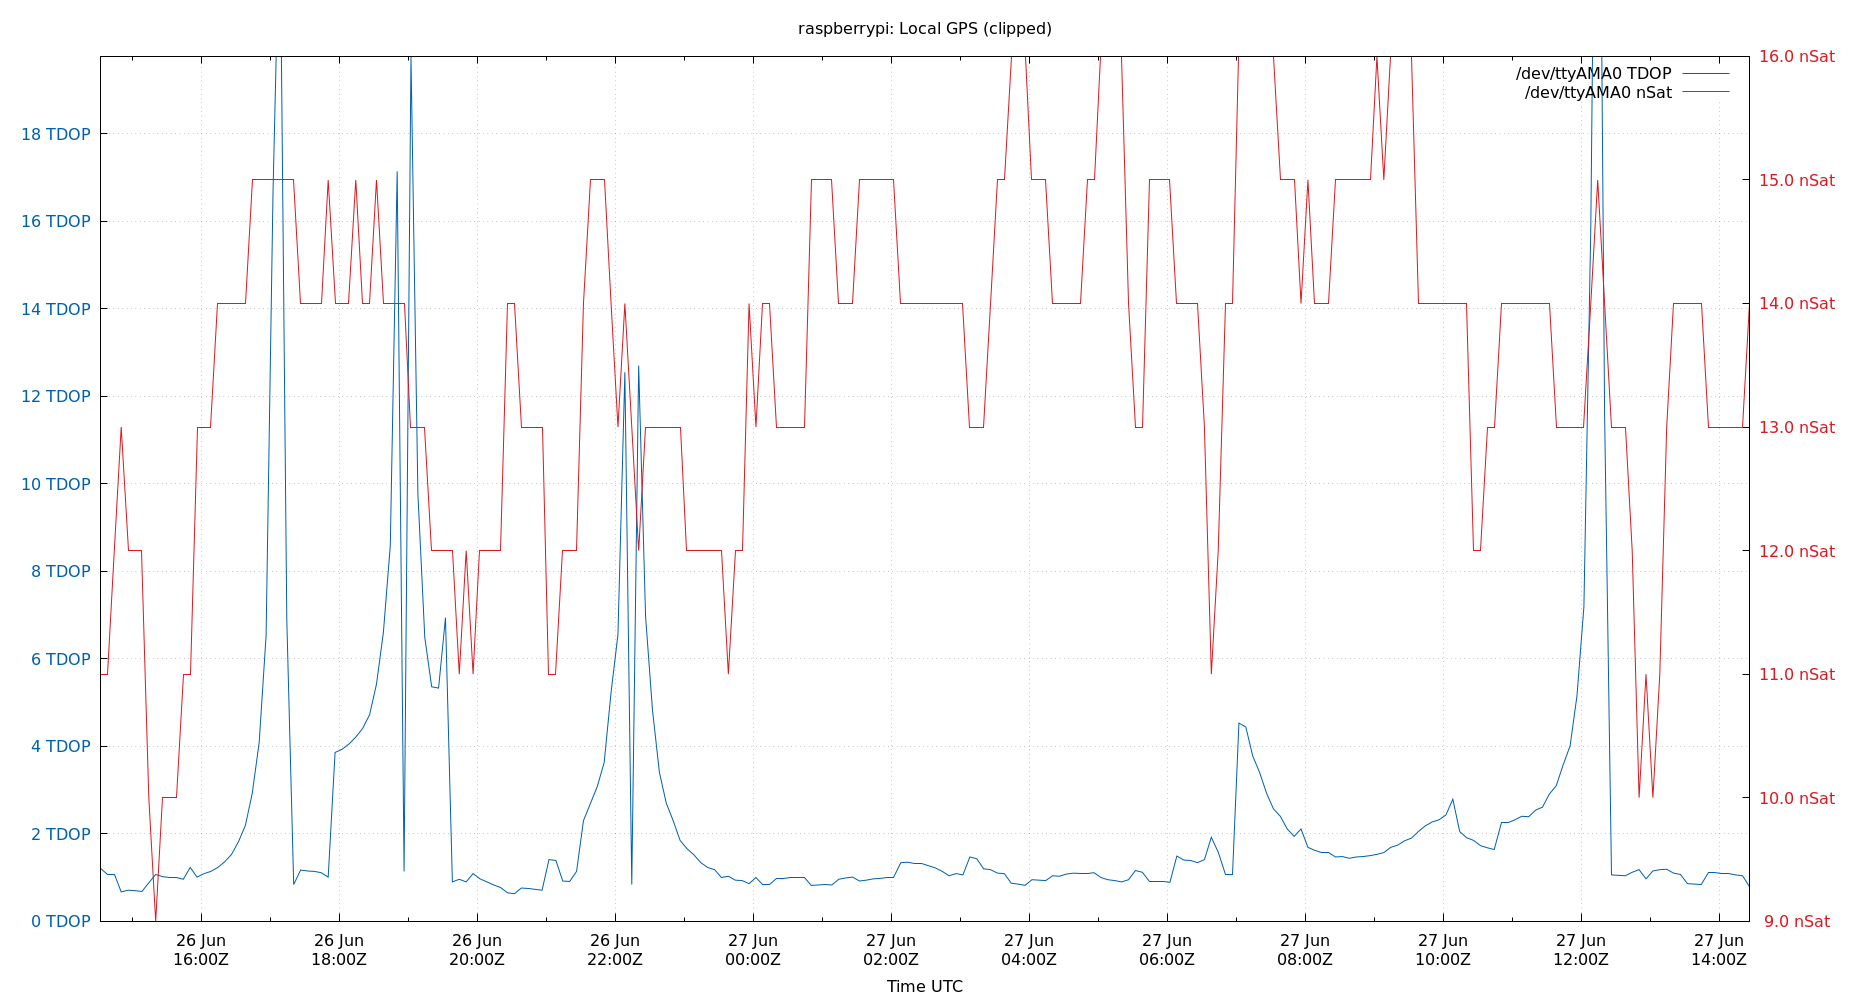 raspberrypi: Local GPS (clipped)
/dev/ttyAMA0 TDOP
/dev/ttyAMA0 nSat
18 TDOP
16 TDOP
14 TDOP
12 TDOP
10 TDOP
8 TDOP
6 TDOP
4 TDOP
2 TDOP
0 TDOP
16.0 nSat
15.0 nSat
14.0 nSat
13.0 nSat
12.0 nSat
11.0 nSat
10.0 nSat
9.0 nSat
26 Jun 26 Jun 26 Jun 26 Jun 27 Jun 27 Jun 27 Jun 27 Jun 27 Jun 27 Jun 27 Jun 27 Jun
16:00Z 18:00Z 20:00Z 22:00Z 00:00Z 02:00Z 04:00Z 06:00Z 08:00Z 10:00Z 12:00Z 14:00Z
Time UTC